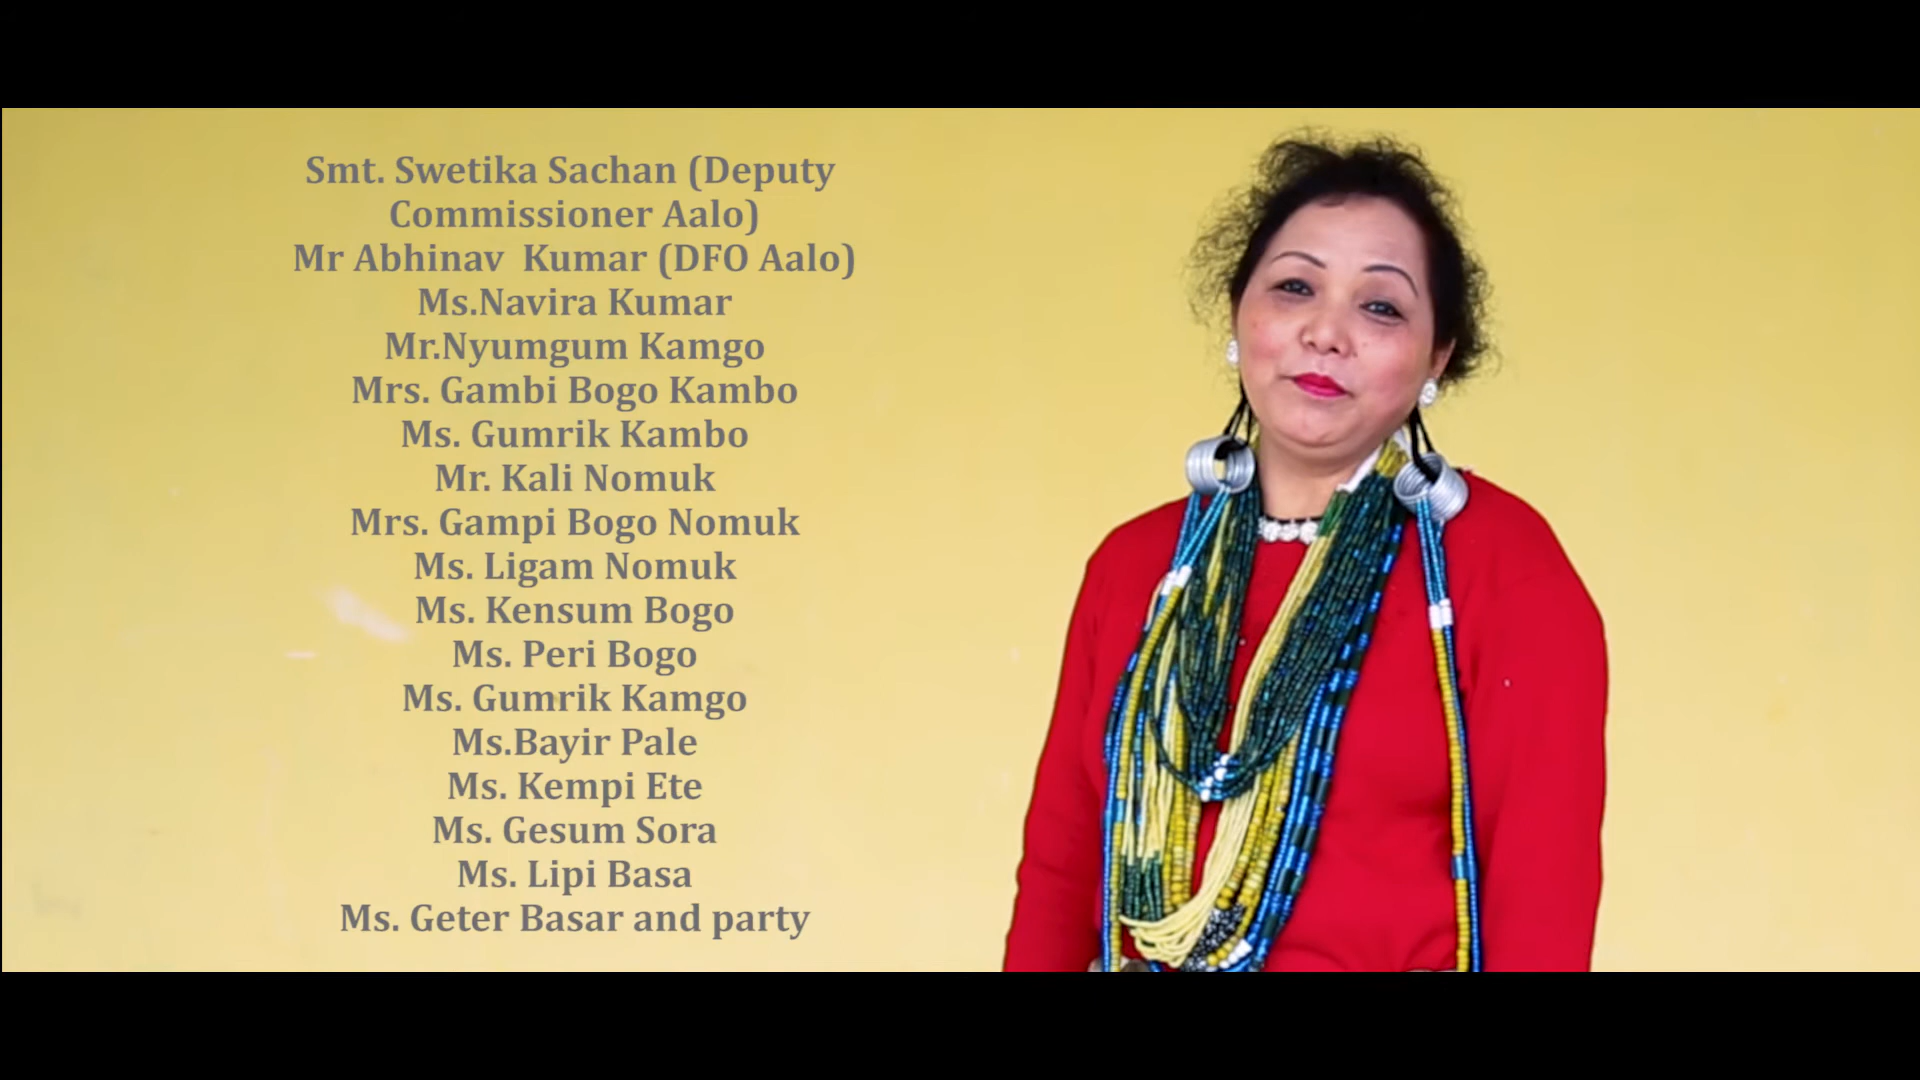 Smt. Swetika Sachan (Deputy
Commissioner Aalo)
Mr Abhinav  Kumar (DFO Aalo)
Ms.Navira Kumar
Mr.Nyumgum Kamgo
Mrs. Gambi Bogo Kambo
Ms. Gumrik Kambo
Mr. Kali Nomuk
Mrs. Gampi Bogo Nomuk
Ms. Ligam Nomuk
Ms. Kensum Bogo
Ms. Peri Bogo
Ms. Gumrik Kamgo
Ms.Bayir Pale
Ms. Kempi Ete
Ms. Gesum Sora
Ms. Lipi Basa
Ms. Geter Basar and party